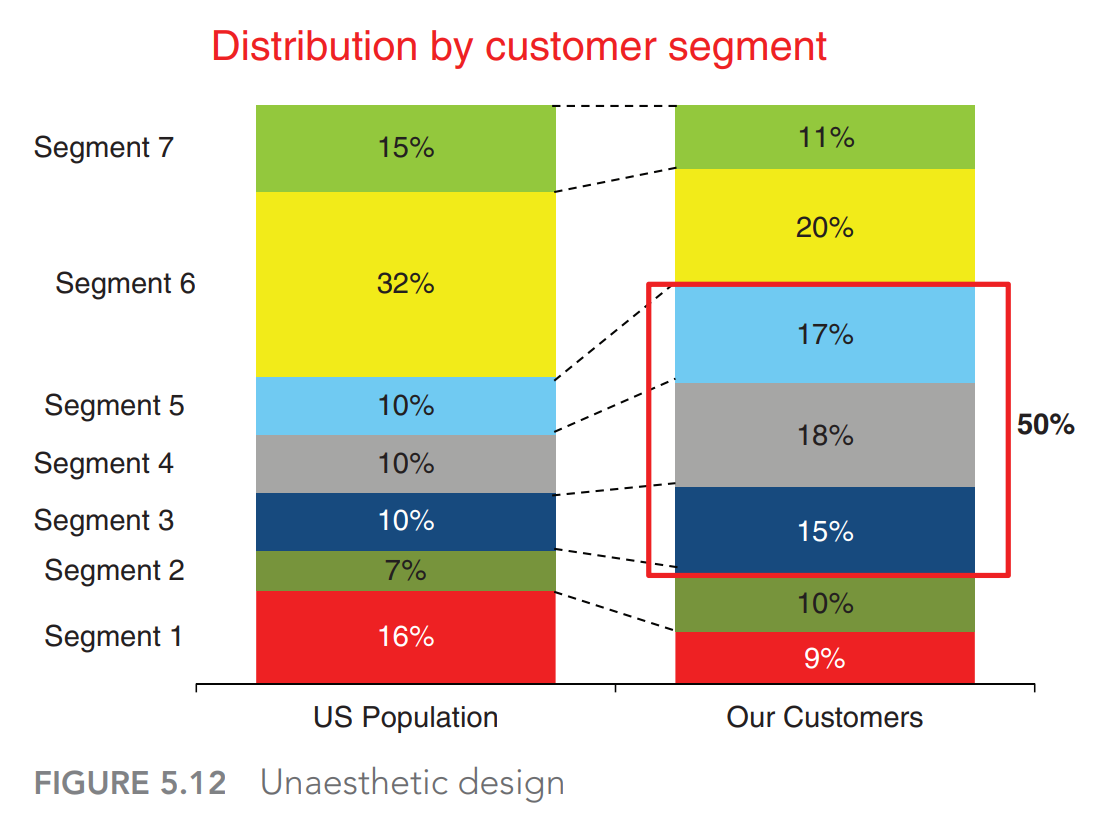 Distribution by customer segment
Segment 7 15% 11%
Segment 6 32% 20%
Segment 5 10% 17%
Segment 4 10% 18% 50%
Segment 3 10% 15%
Segment 2 7% 10%
Segment 1 16% 9%
US Population Our Customers
FIGURE 5.12 Unaesthetic design